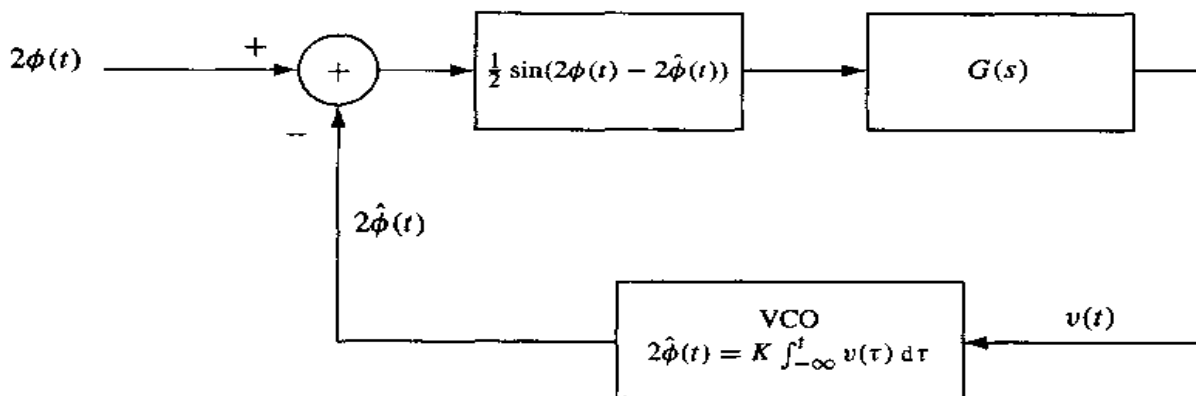 2ϕ(t)
+
+
−
½ sin(2ϕ(t) − 2ϕ̂(t))
G(s)
2ϕ̂(t)
VCO
2ϕ̂(t) = K ∫_{−∞}^{t} v(τ) dτ
v(t)